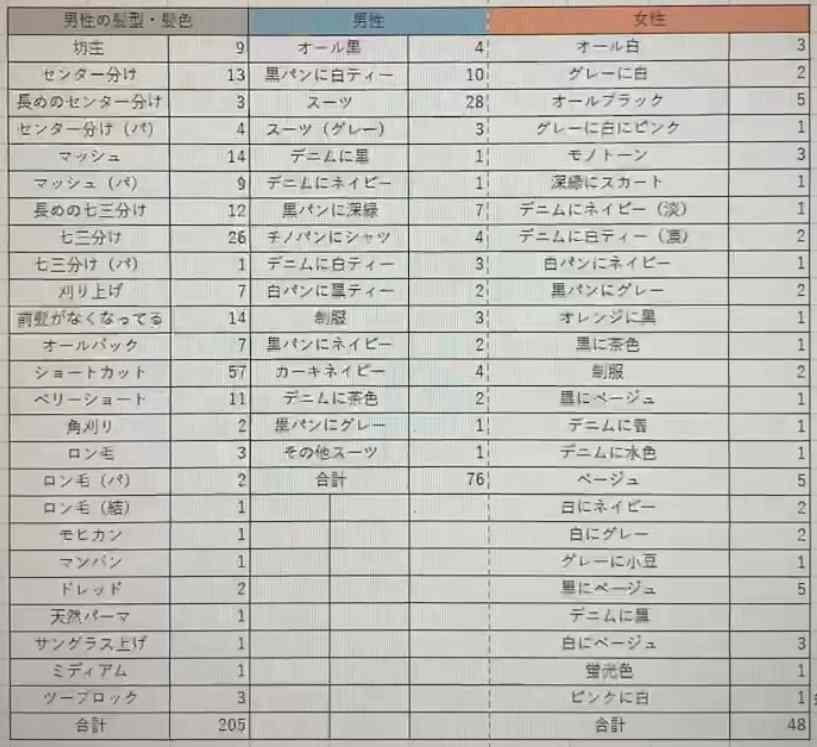 男性の髪型・髪色 男性 女性
坊主 9 オール黒 4 オール白 3
センター分け 13 黒パンに白ティー 10 グレーに白 2
長めのセンター分け 3 スーツ 28 オールブラック 5
センター分け（パ） 4 スーツ（グレー） 3 グレーに白にピンク 1
マッシュ 14 デニムに黒 1 モノトーン 3
マッシュ（パ） 9 デニムにネイビー 1 深緑にスカート 1
長めの七三分け 12 黒パンに深緑 7 デニムにネイビー（淡） 1
七三分け 26 チノパンにシャツ 4 デニムに白ティー（濃） 2
七三分け（パ） 1 デニムに白ティー 3 白パンにネイビー 1
刈り上げ 7 白パンに黒ティー 2 黒パンにグレー 2
前髪がなくなってる 14 制服 3 オレンジに黒 1
オールバック 7 黒パンにネイビー 2 黒に茶色 1
ショートカット 57 カーキネイビー 4 制服 2
ベリーショート 11 デニムに茶色 2 黒にベージュ 1
角刈り 2 黒パンにグレー 1 デニムに 1
ロン毛 3 その他スーツ 1 デニムに水色 1
ロン毛（パ） 2 合計 76 ベージュ 5
ロン毛（結） 1 白にネイビー 2
モヒカン 1 白にグレー 2
マンバン 1 グレーに小豆 1
ドレッド 2 黒にベージュ 5
天然パーマ 1 デニムに黒
サングラス上げ 1 白にベージュ 3
ミディアム 1 蛍光色 1
ツーブロック 3 ピンクに白 1
合計 205 合計 48